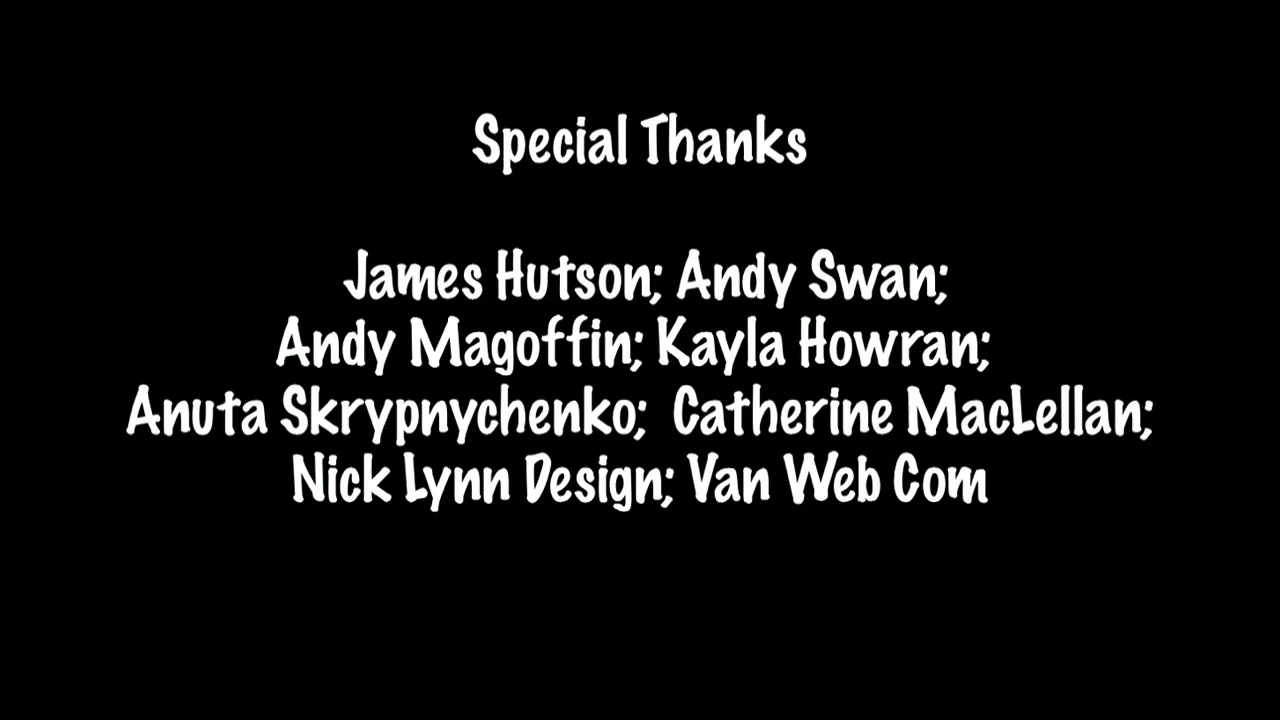 Special Thanks
James Hutson; Andy Swan;
Andy Magoffin; Kayla Howran;
Anuta Skrypnychenko;  Catherine MacLellan;
Nick Lynn Design; Van Web Com